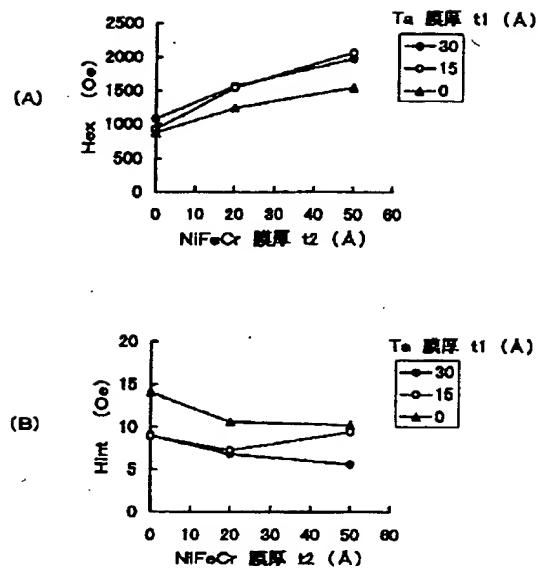 Ta 膜厚 t1 (Å)
30
15
0
(A)
Hex (Oe)
2500
2000
1500
1000
500
0
0 10 20 30 40 50 60
NiFeCr 膜厚 t2 (Å)
Ta 膜厚 t1 (Å)
30
15
0
(B)
Hint (Oe)
20
15
10
5
0
0 10 20 30 40 50 60
NiFeCr 膜厚 t2 (Å)